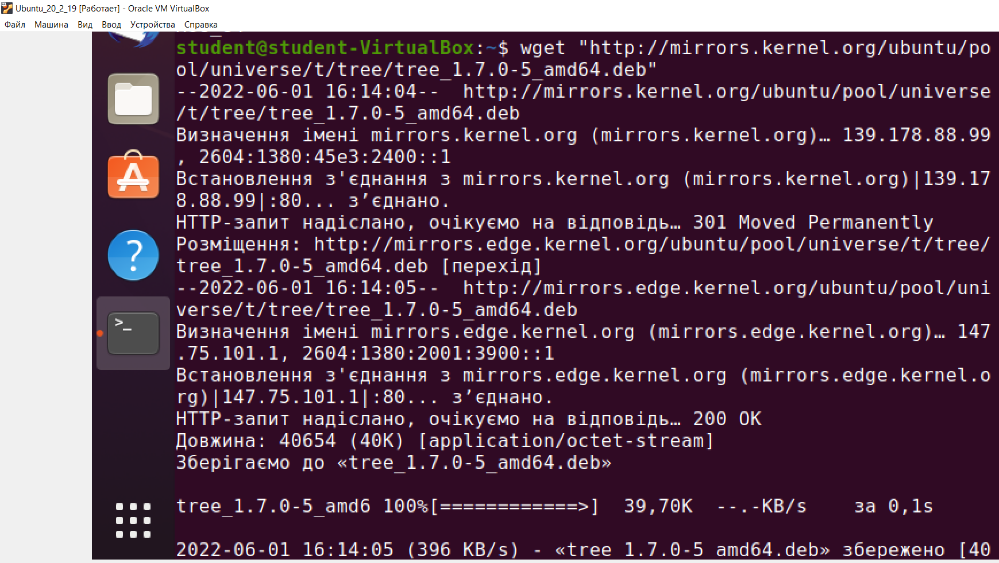 Ubuntu_20_2_19 [Работает] - Oracle VM VirtualBox
Файл Машина Вид Ввод Устройства Справка
student@student-VirtualBox:~$ wget "http://mirrors.kernel.org/ubuntu/po
ol/universe/t/tree/tree_1.7.0-5_amd64.deb"
--2022-06-01 16:14:04--  http://mirrors.kernel.org/ubuntu/pool/universe
/t/tree/tree_1.7.0-5_amd64.deb
Визначення імені mirrors.kernel.org (mirrors.kernel.org)… 139.178.88.99
, 2604:1380:45e3:2400::1
Встановлення з'єднання з mirrors.kernel.org (mirrors.kernel.org)|139.17
8.88.99|:80... з’єднано.
HTTP-запит надіслано, очікуємо на відповідь… 301 Moved Permanently
Розміщення: http://mirrors.edge.kernel.org/ubuntu/pool/universe/t/tree/
tree_1.7.0-5_amd64.deb [перехід]
--2022-06-01 16:14:05--  http://mirrors.edge.kernel.org/ubuntu/pool/uni
verse/t/tree/tree_1.7.0-5_amd64.deb
Визначення імені mirrors.edge.kernel.org (mirrors.edge.kernel.org)… 147
.75.101.1, 2604:1380:2001:3900::1
Встановлення з'єднання з mirrors.edge.kernel.org (mirrors.edge.kernel.o
rg)|147.75.101.1|:80... з’єднано.
HTTP-запит надіслано, очікуємо на відповідь… 200 OK
Довжина: 40654 (40K) [application/octet-stream]
Зберігаємо до «tree_1.7.0-5_amd64.deb»
tree_1.7.0-5_amd6 100%[============>]  39,70K  --.-KB/s    за 0,1s
2022-06-01 16:14:05 (396 KB/s) - «tree_1.7.0-5_amd64.deb» збережено [40